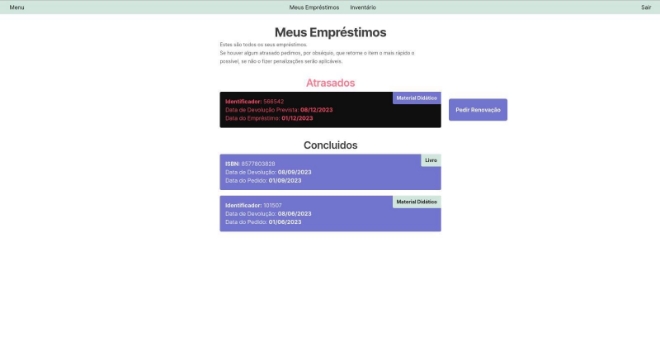 Menu
Meus Empréstimos
Inventário
Sair
Meus Empréstimos
Estes são todos os seus empréstimos.
Se houver algum atrasado pedimos, por obséquio, que retorne o item o mais rápido o
possível, se não o fizer penalizações serão aplicáveis.
Atrasados
Material Didático
Identificador: 566542
Data de Devolução Prevista: 08/12/2023
Data do Empréstimo: 01/12/2023
Pedir Renovação
Concluidos
Livro
ISBN: 8577803828
Data de Devolução: 08/09/2023
Data do Pedido: 01/09/2023
Material Didático
Identificador: 101507
Data de Devolução: 08/06/2023
Data do Pedido: 01/06/2023